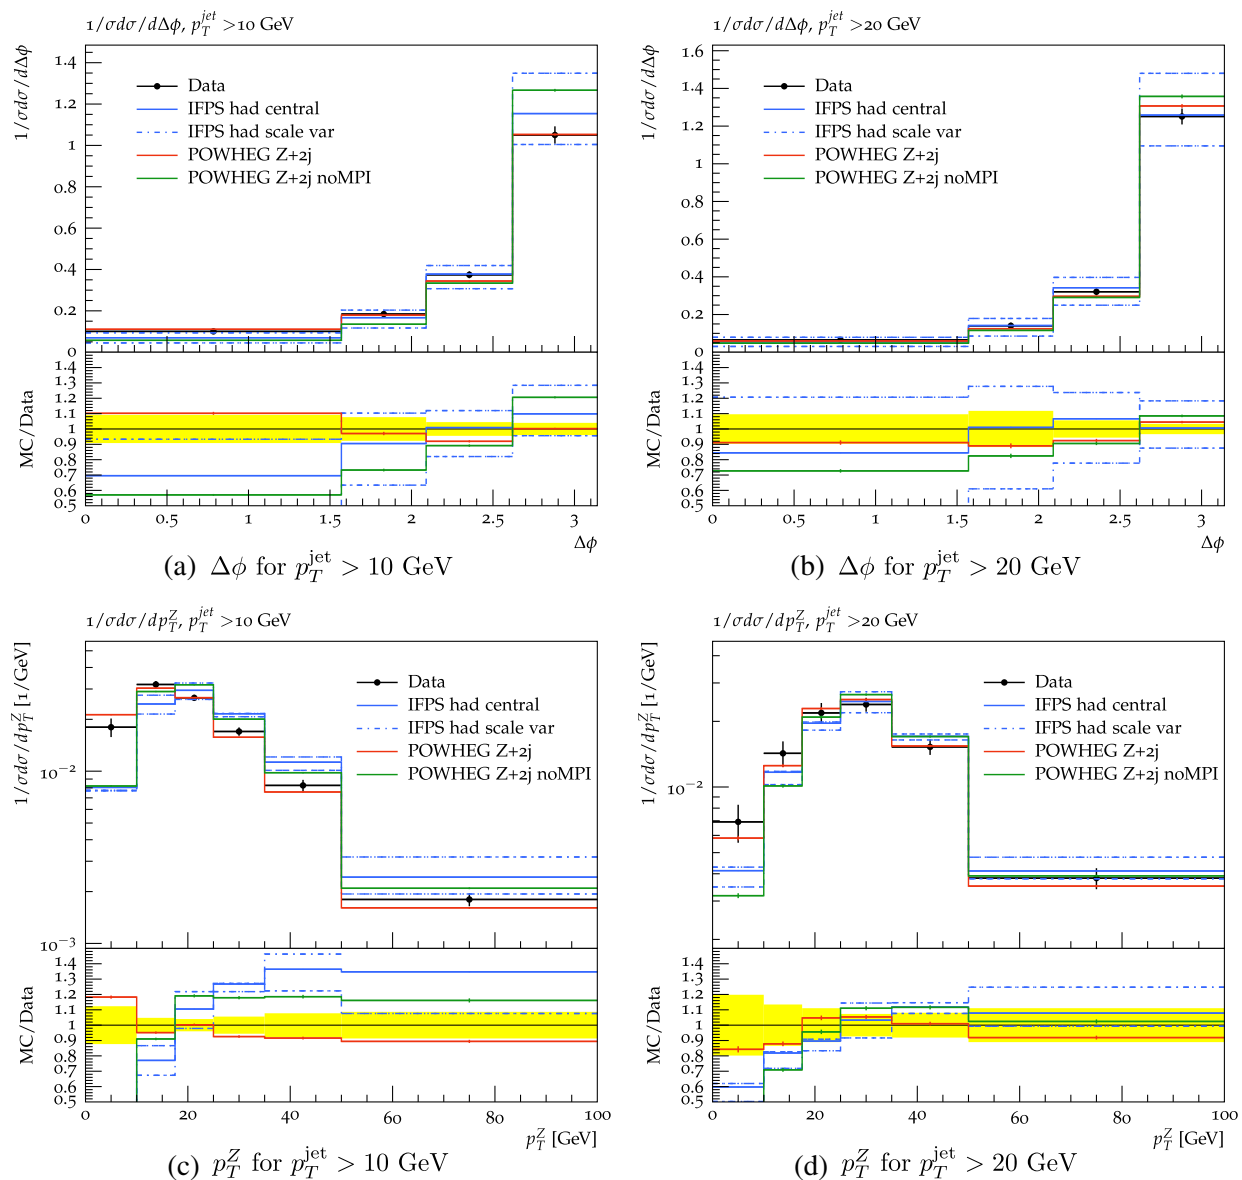 1/σdσ/dΔϕ, p_T^jet >10 GeV
1/σdσ/dΔϕ
Data
IFPS had central
IFPS had scale var
POWHEG Z+2j
POWHEG Z+2j noMPI
1.4
1.2
1
0.8
0.6
0.4
0.2
0
MC/Data
1.4
1.3
1.2
1.1
1
0.9
0.8
0.7
0.6
0.5
0 0.5 1 1.5 2 2.5 3
Δϕ
(a) Δϕ for p_T^jet > 10 GeV
1/σdσ/dΔϕ, p_T^jet >20 GeV
1/σdσ/dΔϕ
Data
IFPS had central
IFPS had scale var
POWHEG Z+2j
POWHEG Z+2j noMPI
1.6
1.4
1.2
1
0.8
0.6
0.4
0.2
0
MC/Data
1.4
1.3
1.2
1.1
1
0.9
0.8
0.7
0.6
0.5
0 0.5 1 1.5 2 2.5 3
Δϕ
(b) Δϕ for p_T^jet > 20 GeV
1/σdσ/dp_T^Z, p_T^jet >10 GeV
1/σdσ/dp_T^Z [1/GeV]
Data
IFPS had central
IFPS had scale var
POWHEG Z+2j
POWHEG Z+2j noMPI
10^−2
10^−3
MC/Data
1.4
1.3
1.2
1.1
1
0.9
0.8
0.7
0.6
0.5
0 20 40 60 80 100
p_T^Z [GeV]
(c) p_T^Z for p_T^jet > 10 GeV
1/σdσ/dp_T^Z, p_T^jet >20 GeV
1/σdσ/dp_T^Z [1/GeV]
Data
IFPS had central
IFPS had scale var
POWHEG Z+2j
POWHEG Z+2j noMPI
10^−2
MC/Data
1.4
1.3
1.2
1.1
1
0.9
0.8
0.7
0.6
0.5
0 20 40 60 80 100
p_T^Z [GeV]
(d) p_T^Z for p_T^jet > 20 GeV